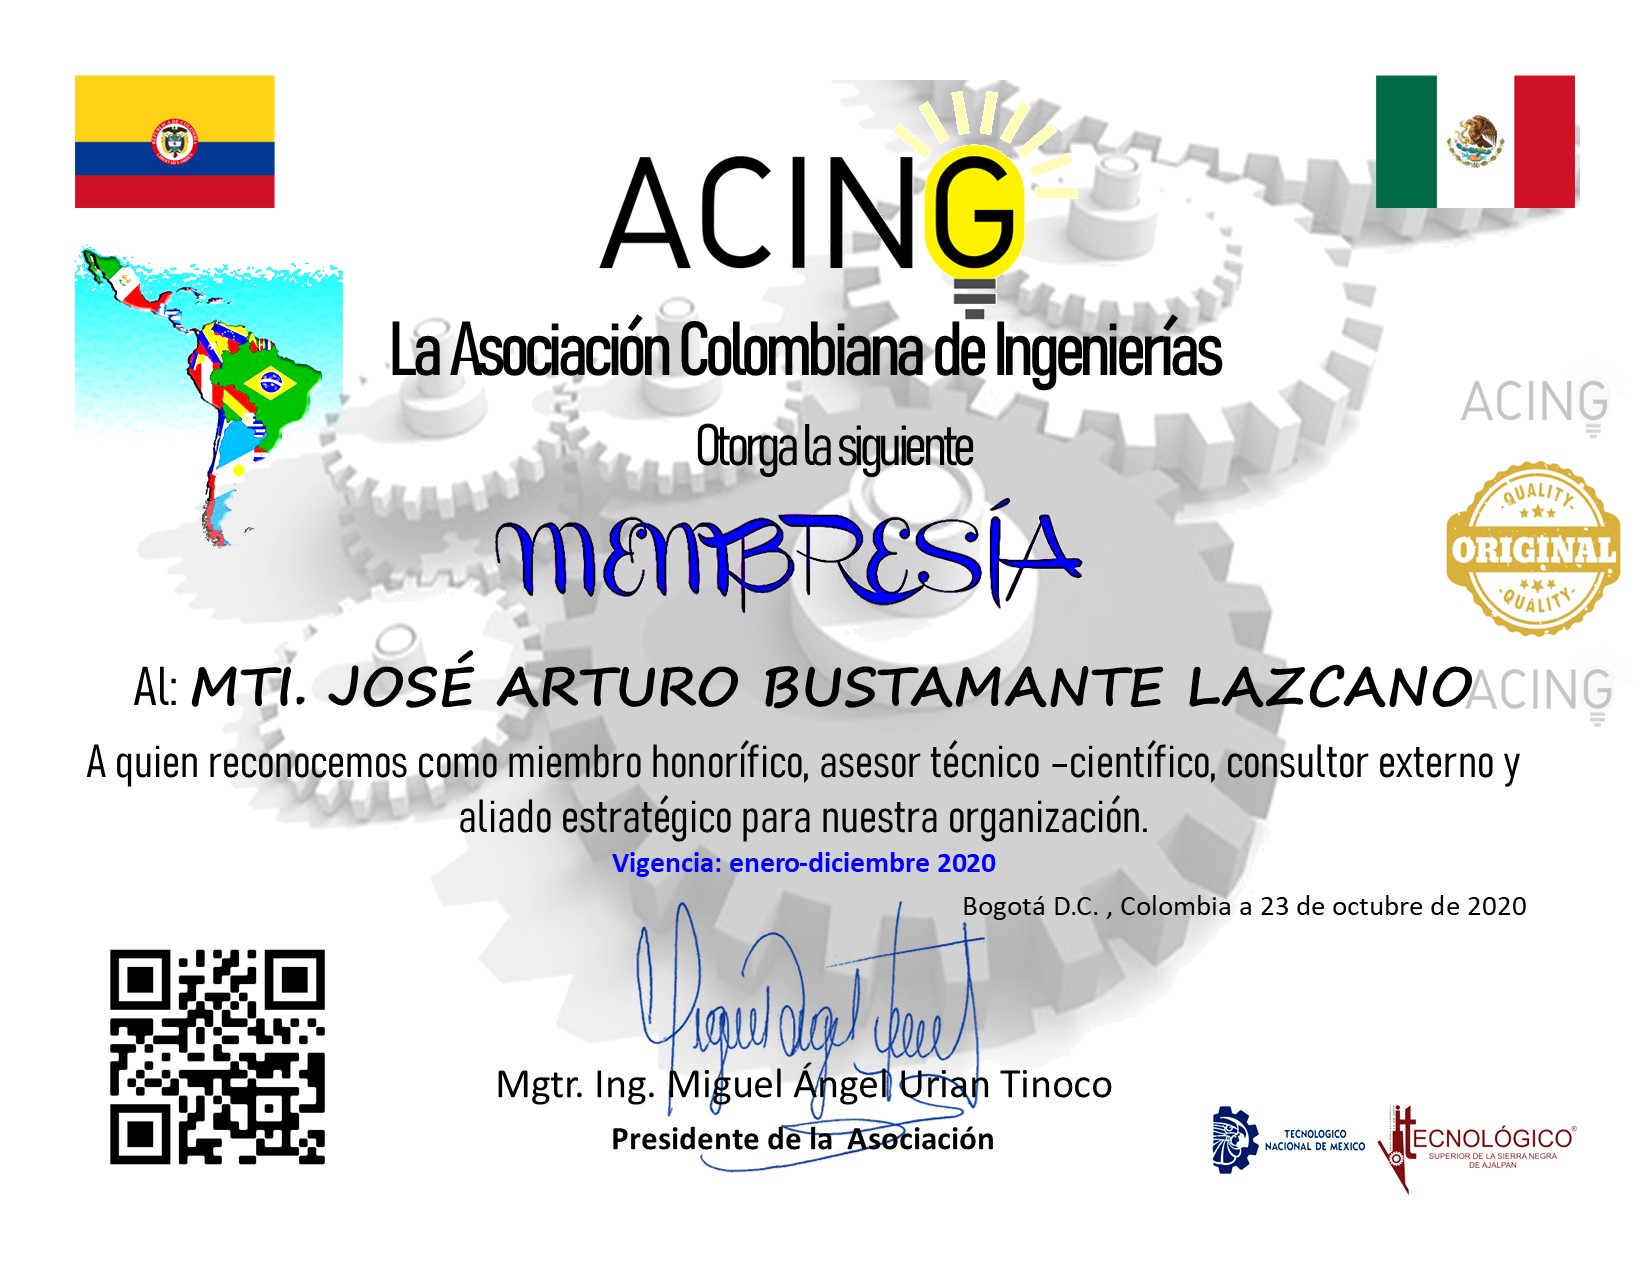 ACING
La Asociación Colombiana de Ingenierías
Otorga la siguiente
MEMBRESÍA
Al: MTI. JOSÉ ARTURO BUSTAMANTE LAZCANO
A quien reconocemos como miembro honorífico, asesor técnico –científico, consultor externo y
aliado estratégico para nuestra organización.
Vigencia: enero-diciembre 2020
Bogotá D.C. , Colombia a 23 de octubre de 2020
Mgtr. Ing. Miguel Ángel Urian Tinoco
Presidente de la Asociación
ACING
QUALITY
ORIGINAL
QUALITY
ACING
TECNOLOGICO
NACIONAL DE MÉXICO
itTECNOLÓGICO®
SUPERIOR DE LA SIERRA NEGRA
DE AJALPAN